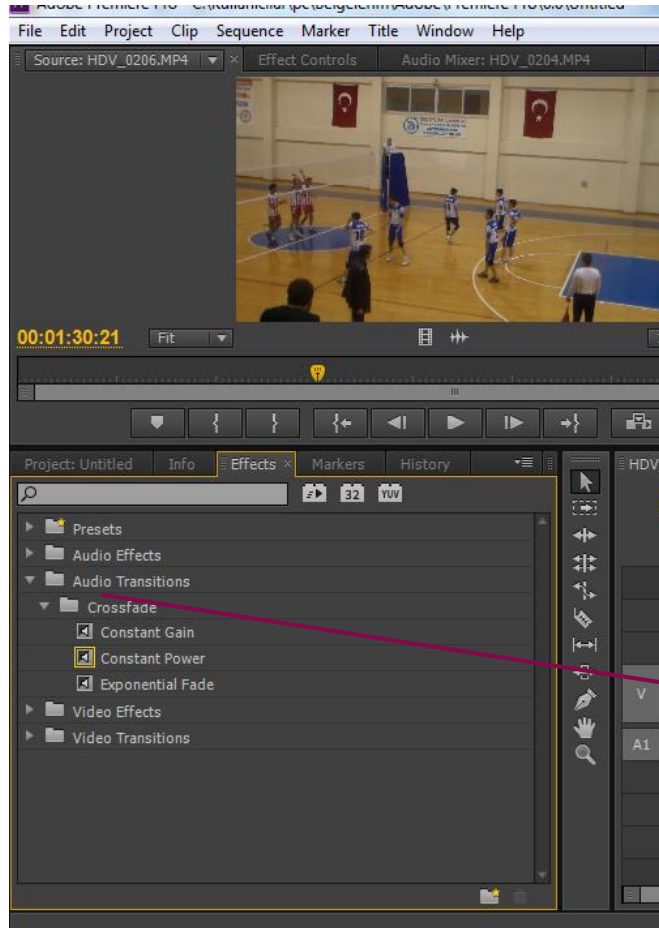 File Edit Project Clip Sequence Marker Title Window Help
Source: HDV_0206.MP4 Effect Controls Audio Mixer: HDV_0204.MP4
00:01:30:21 Fit
Project: Untitled Info Effects Markers History HDV
32 YUV
Presets
Audio Effects
Audio Transitions
Crossfade
Constant Gain
Constant Power
Exponential Fade
Video Effects
V
Video Transitions
A1